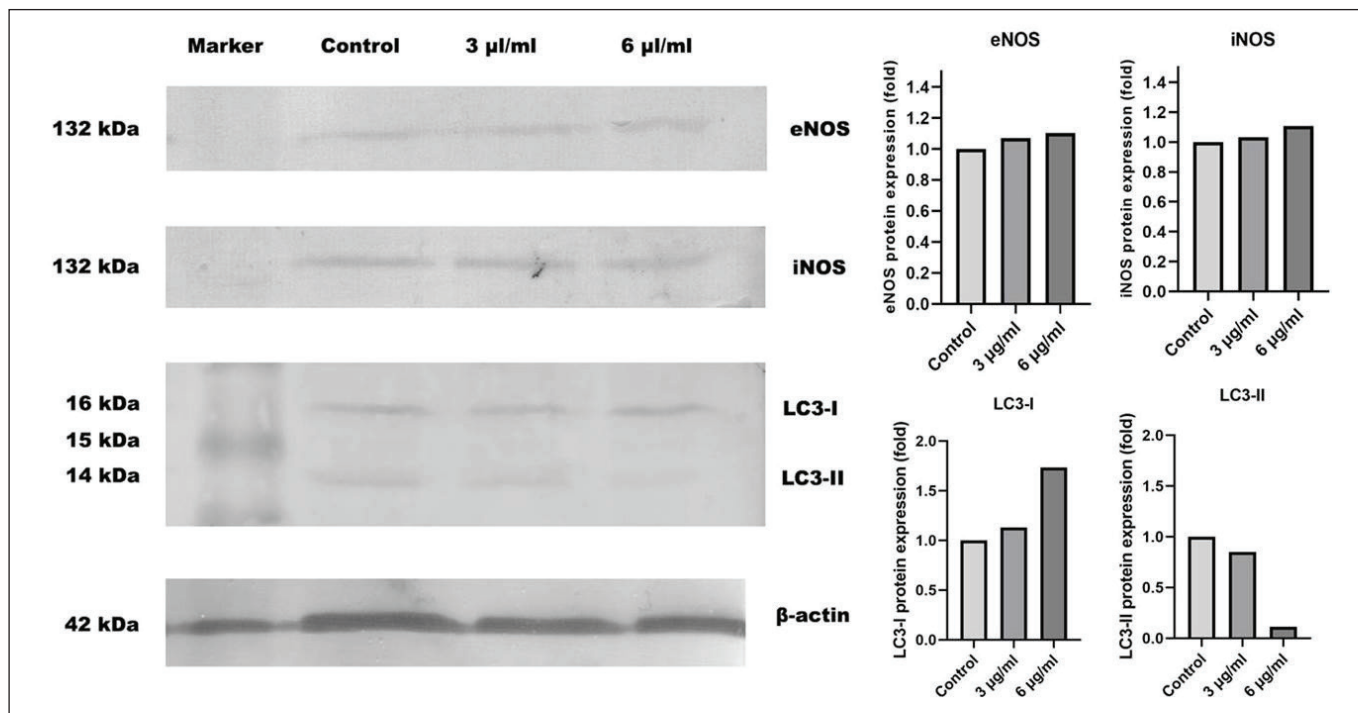 Marker Control 3 µl/ml 6 µl/ml
132 kDa eNOS
132 kDa iNOS
16 kDa LC3-I
15 kDa
14 kDa LC3-II
42 kDa β-actin
eNOS
eNOS protein expression (fold)
1.4
1.2
1.0
0.8
0.6
0.4
0.2
0.0
Control 3 µg/ml 6 µg/ml
iNOS
iNOS protein expression (fold)
1.4
1.2
1.0
0.8
0.6
0.4
0.2
0.0
Control 3 µg/ml 6 µg/ml
LC3-I
LC3-I protein expression (fold)
2.0
1.5
1.0
0.5
0.0
Control 3 µg/ml 6 µg/ml
LC3-II
LC3-II protein expression (fold)
2.0
1.5
1.0
0.5
0.0
Control 3 µg/ml 6 µg/ml